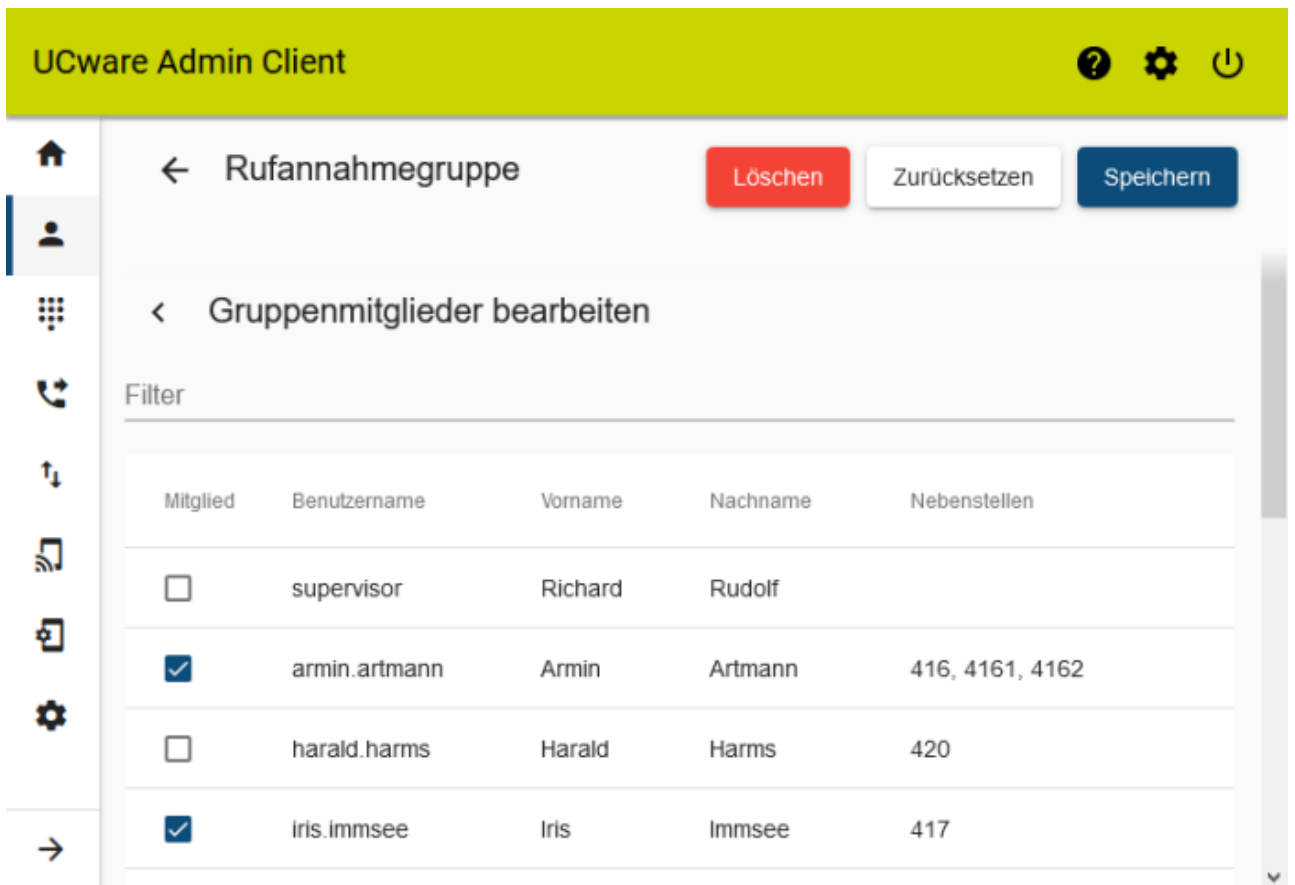 UCware Admin Client
Rufannahmegruppe Löschen Zurücksetzen Speichern
Gruppenmitglieder bearbeiten
Filter
Mitglied Benutzername Vorname Nachname Nebenstellen
supervisor Richard Rudolf
armin.artmann Armin Artmann 416, 4161, 4162
harald.harms Harald Harms 420
iris.immsee Iris Immsee 417